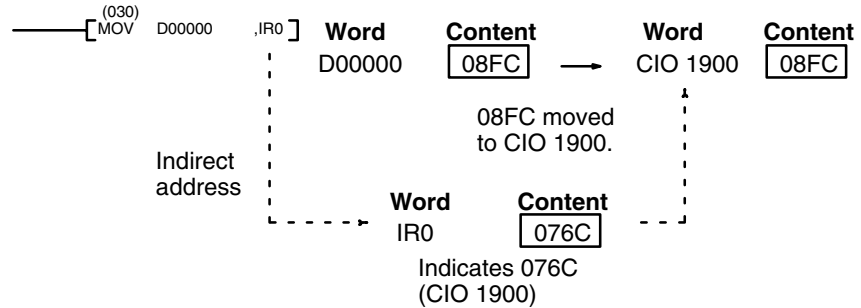 (030)
[MOV D00000 ,IR0]
Word Content Word Content
D00000 08FC CIO 1900 08FC
08FC moved
to CIO 1900.
Indirect
address
Word Content
IR0 076C
Indicates 076C
(CIO 1900)